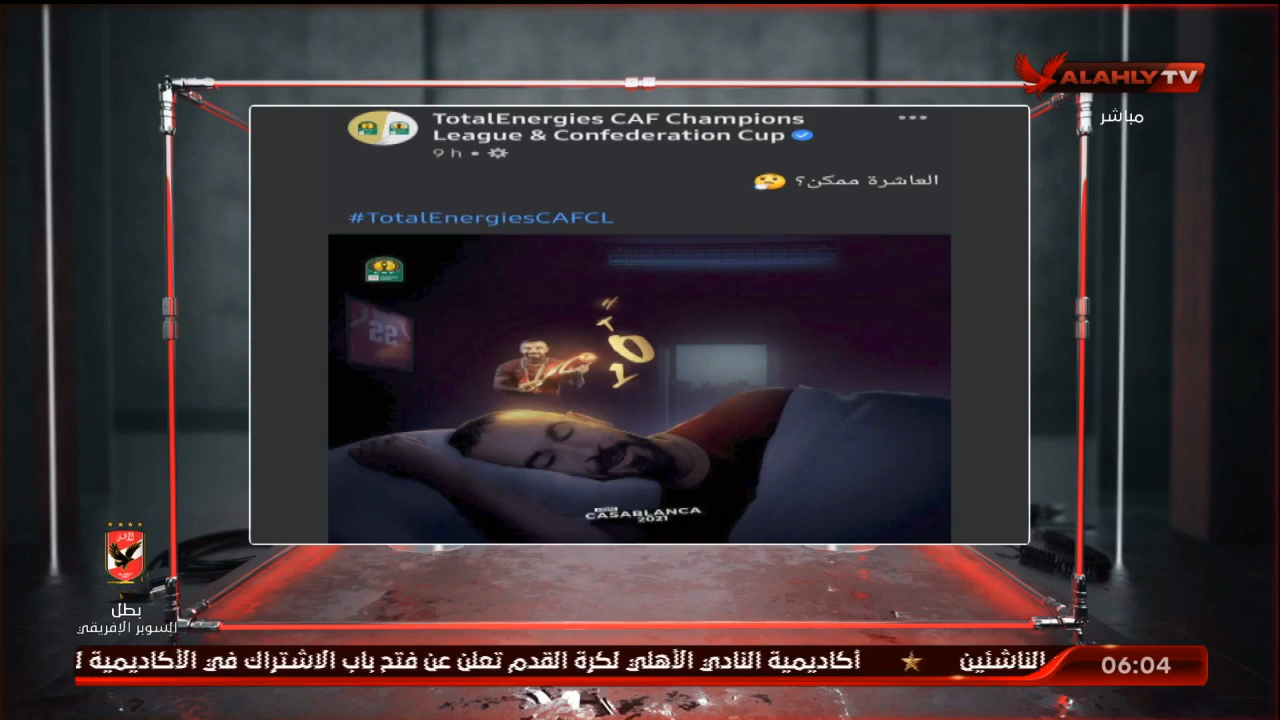 ALAHLY TV
مباشر
TotalEnergies CAF Champions
League & Confederation Cup
9 h
العاشرة ممكن؟
#TotalEnergiesCAFCL
22
10
CASABLANCA
2021
بطل
السوبر الإفريقي
الناشئين ★ أكاديمية النادي الأهلي لكرة القدم تعلن عن فتح باب الاشتراك في الأكاديمية
06:04